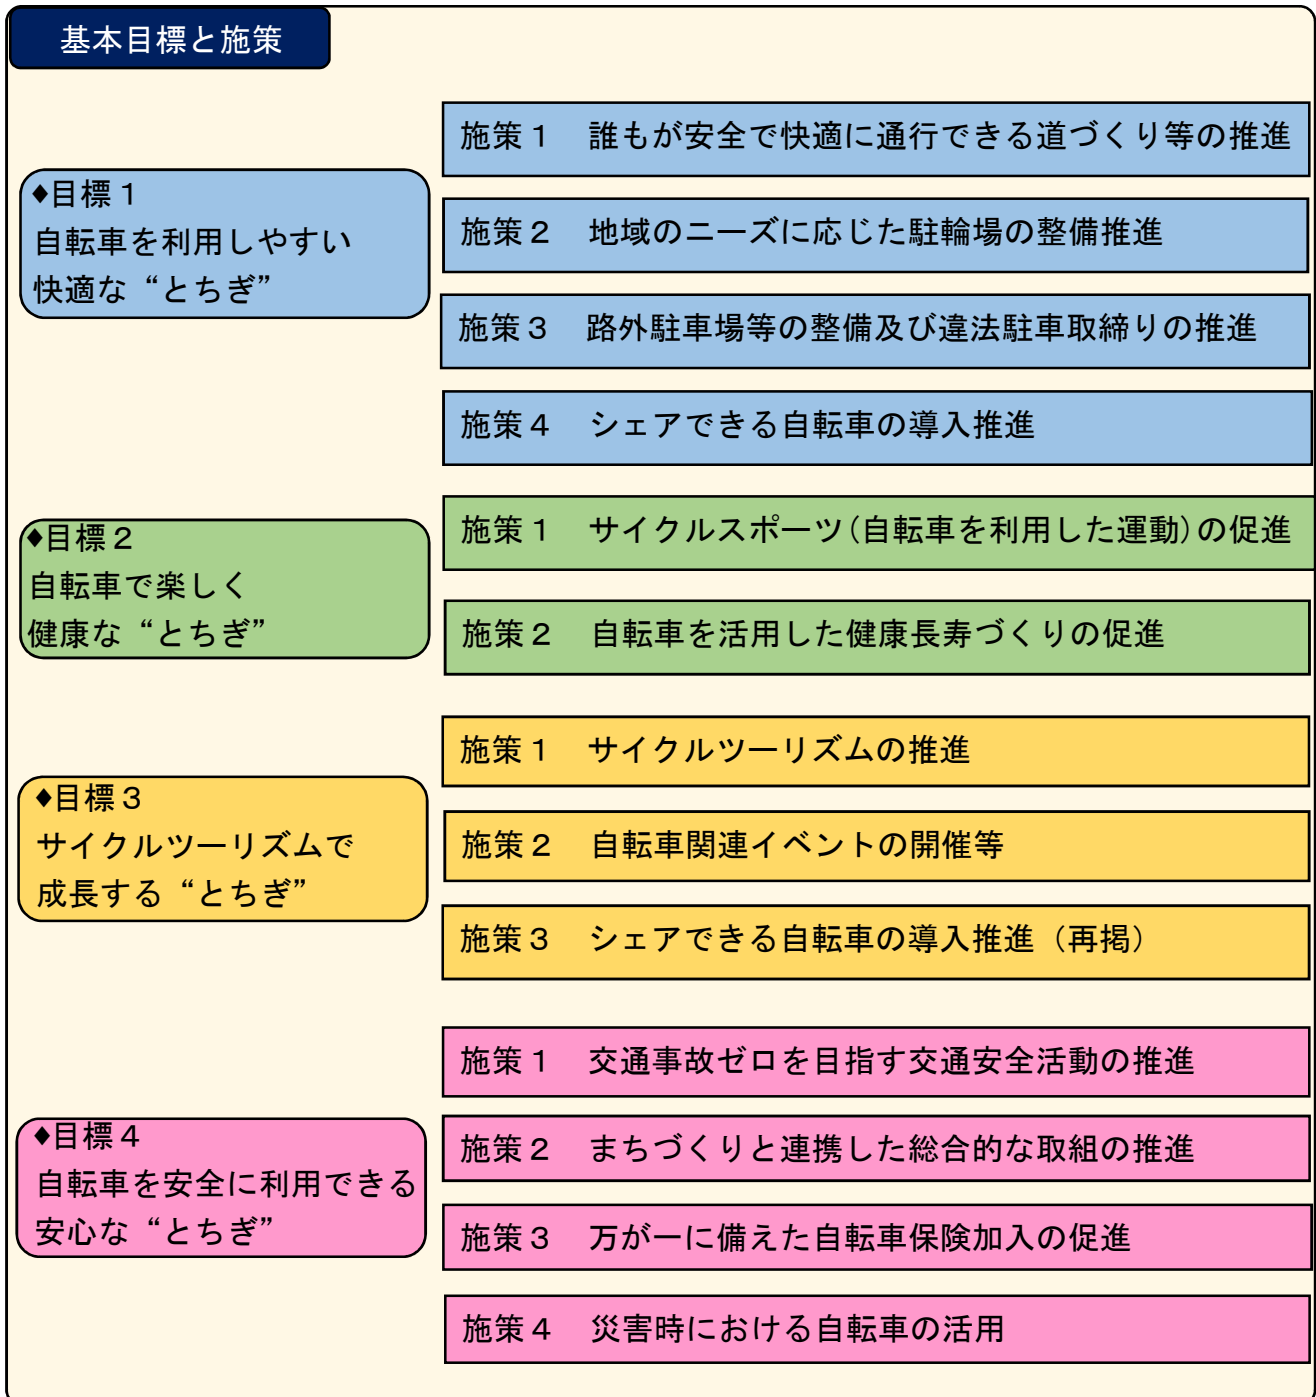 基本目標と施策
◆目標１
自転車を利用しやすい
快適な“とちぎ”
施策１　誰もが安全で快適に通行できる道づくり等の推進
施策２　地域のニーズに応じた駐輪場の整備推進
施策３　路外駐車場等の整備及び違法駐車取締りの推進
施策４　シェアできる自転車の導入推進
◆目標２
自転車で楽しく
健康な“とちぎ”
施策１　サイクルスポーツ(自転車を利用した運動)の促進
施策２　自転車を活用した健康長寿づくりの促進
◆目標３
サイクルツーリズムで
成長する“とちぎ”
施策１　サイクルツーリズムの推進
施策２　自転車関連イベントの開催等
施策３　シェアできる自転車の導入推進（再掲）
◆目標４
自転車を安全に利用できる
安心な“とちぎ”
施策１　交通事故ゼロを目指す交通安全活動の推進
施策２　まちづくりと連携した総合的な取組の推進
施策３　万が一に備えた自転車保険加入の促進
施策４　災害時における自転車の活用